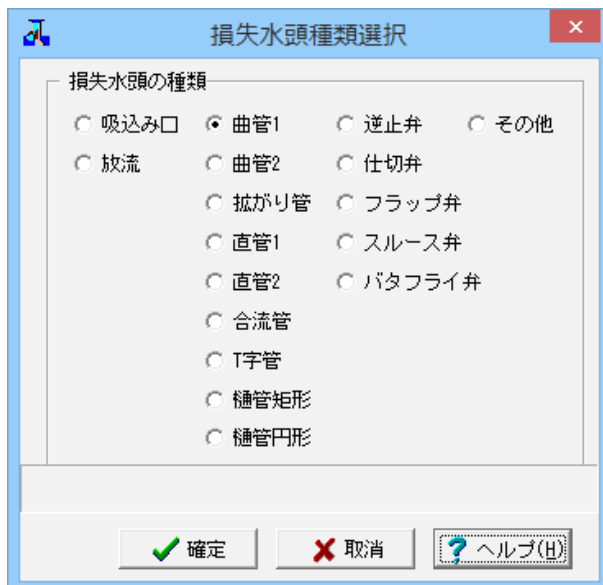 損失水頭種類選択
損失水頭の種類
吸込み口 曲管1 逆止弁 その他
放流 曲管2 仕切弁
拡がり管 フラップ弁
直管1 スルース弁
直管2 バタフライ弁
合流管
T字管
樋管矩形
樋管円形
確定 取消 ヘルプ(H)